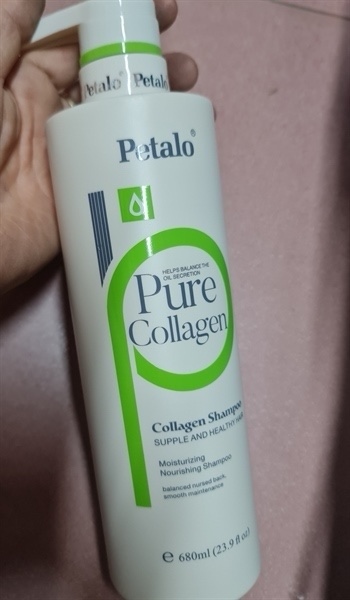 Petalo® Petalo
Petalo®
HELPS BALANCE THE
OIL SECRETION
Pure
Collagen
Collagen Shampoo
SUPPLE AND HEALTHY HAIR
Moisturizing
Nourishing Shampoo
balanced nursed back,
smooth maintenance
e 680ml (23.9 fl oz)